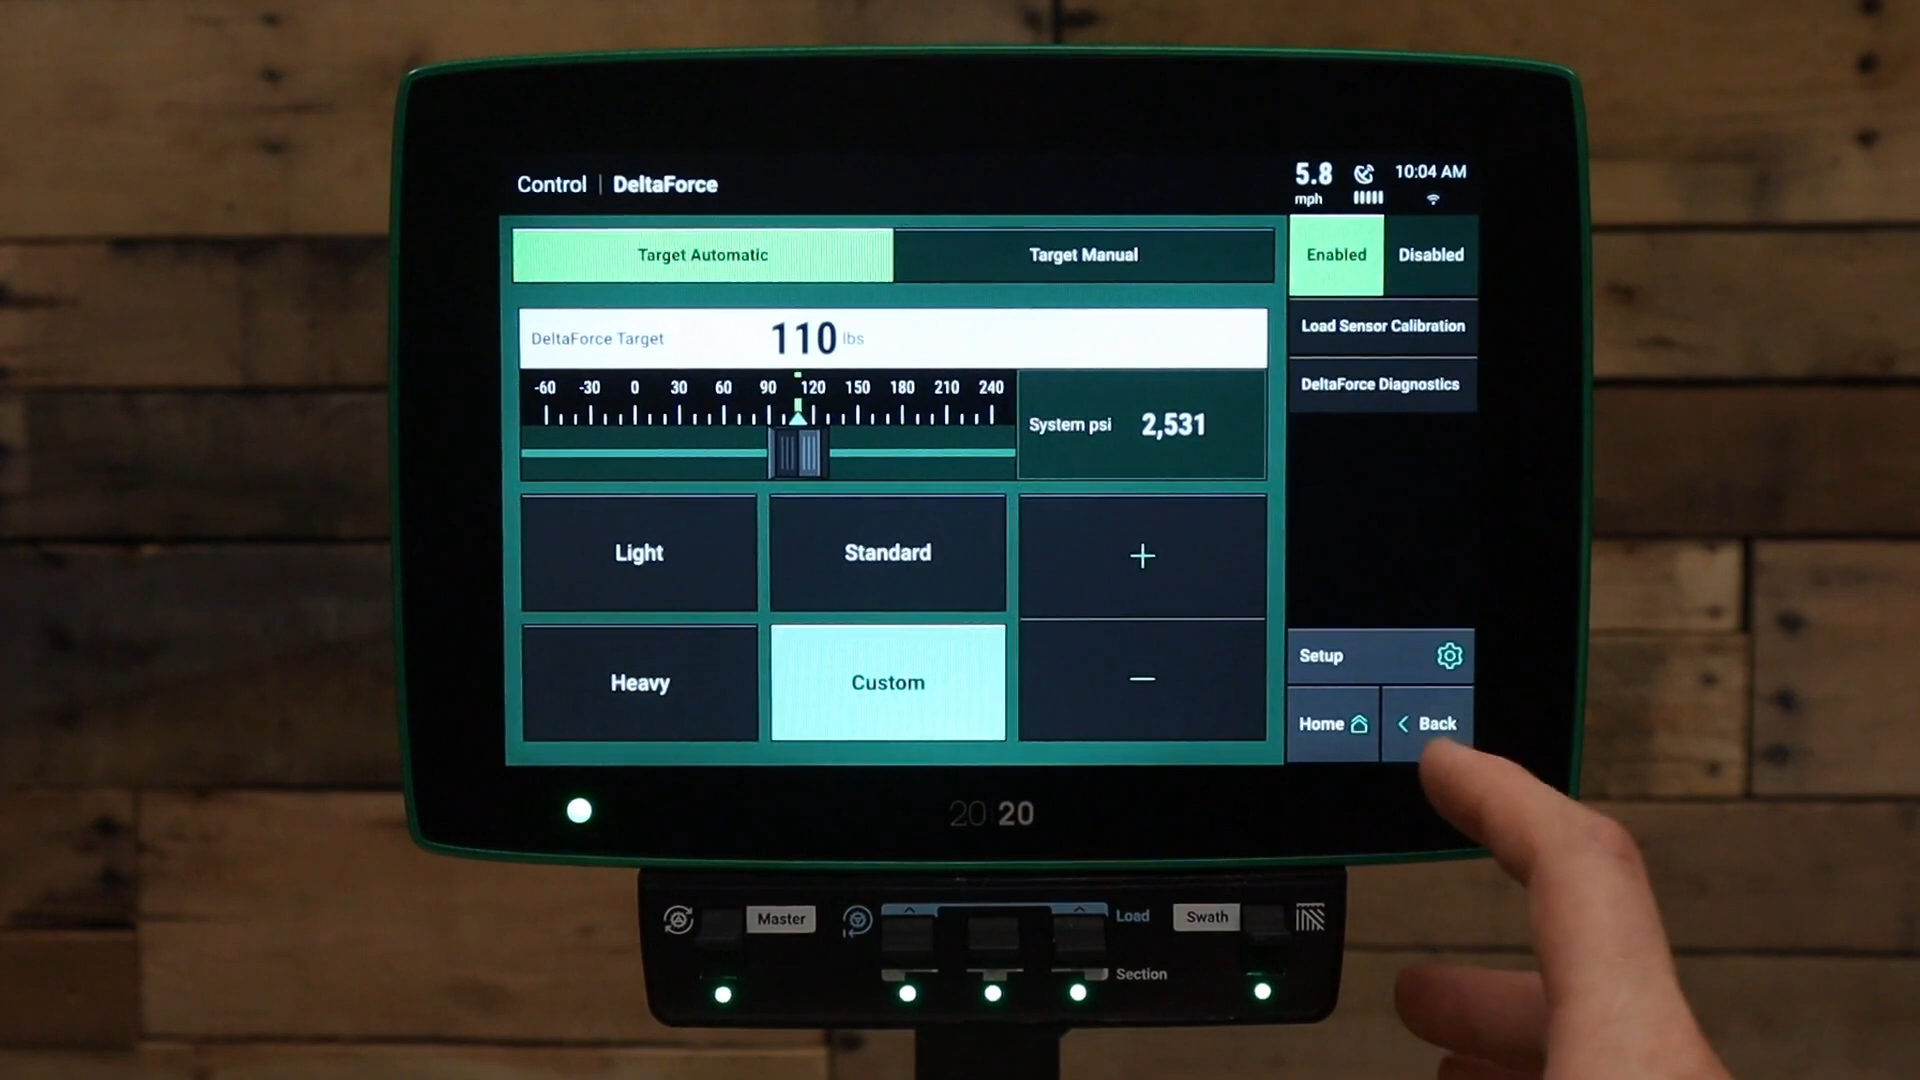 Control | DeltaForce
5.8
mph
10:04 AM
Target Automatic
Target Manual
Enabled
Disabled
DeltaForce Target
110 lbs
Load Sensor Calibration
-60 -30 0 30 60 90 120 150 180 210 240
DeltaForce Diagnostics
System psi 2,531
Light
Standard
+
Heavy
Custom
−
Setup
Home
< Back
20|20
Master
Load
Swath
Section